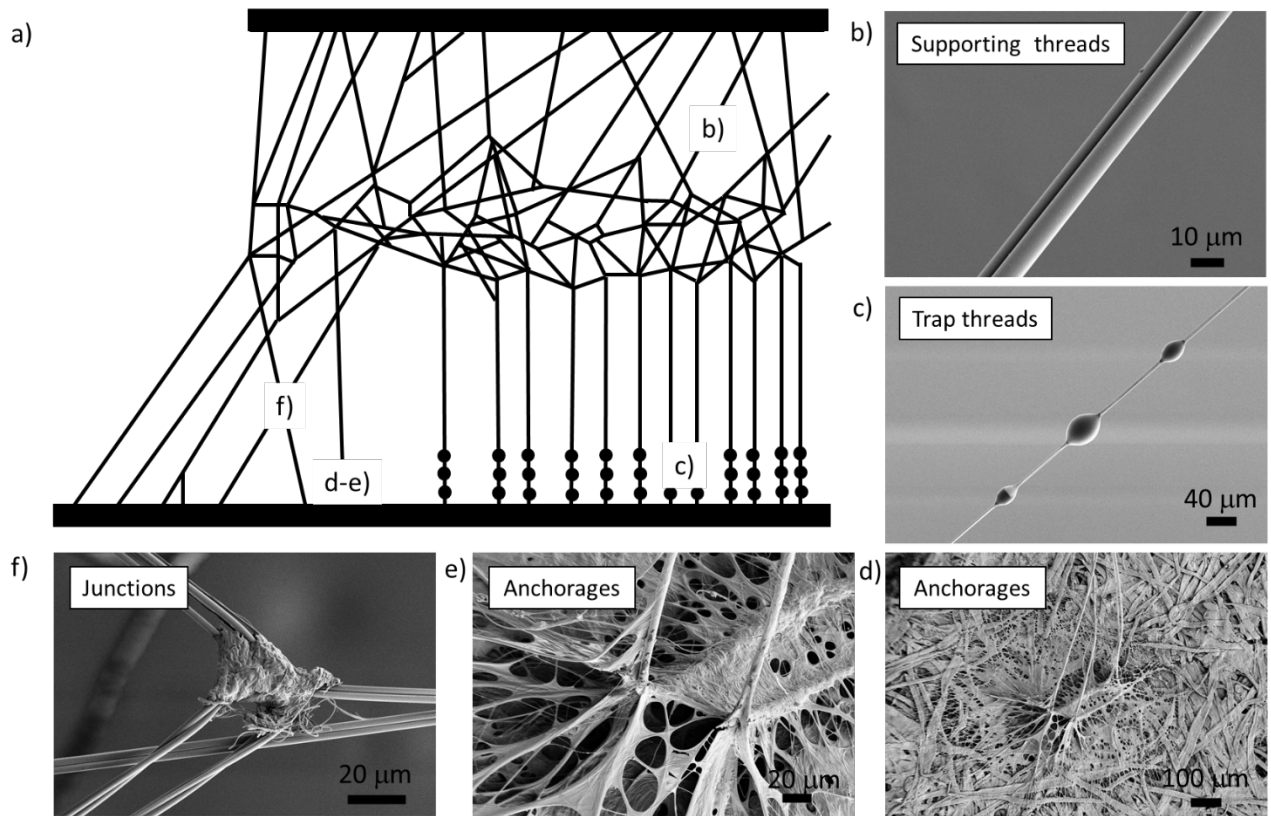 a)
b)
f)
d-e)
c)
b)
Supporting threads
10 µm
c)
Trap threads
40 µm
f)
Junctions
20 µm
e)
Anchorages
20 µm
d)
Anchorages
100 µm